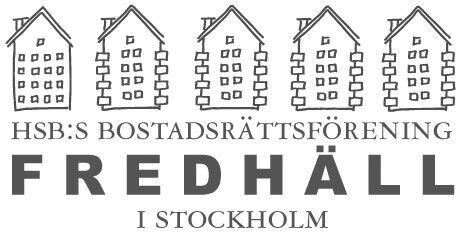 HSB:S BOSTADSRÄTTSFÖRENING
FREDHÄLL
I STOCKHOLM